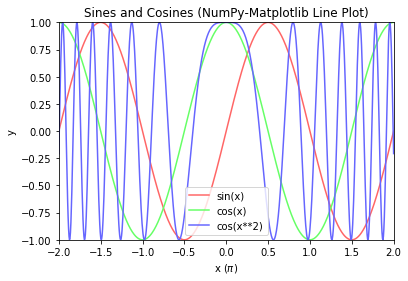 Sines and Cosines (NumPy-Matplotlib Line Plot)
1.00
0.75
0.50
0.25
0.00
−0.25
−0.50
−0.75
−1.00
y
sin(x)
cos(x)
cos(x**2)
−2.0 −1.5 −1.0 −0.5 0.0 0.5 1.0 1.5 2.0
x (π)